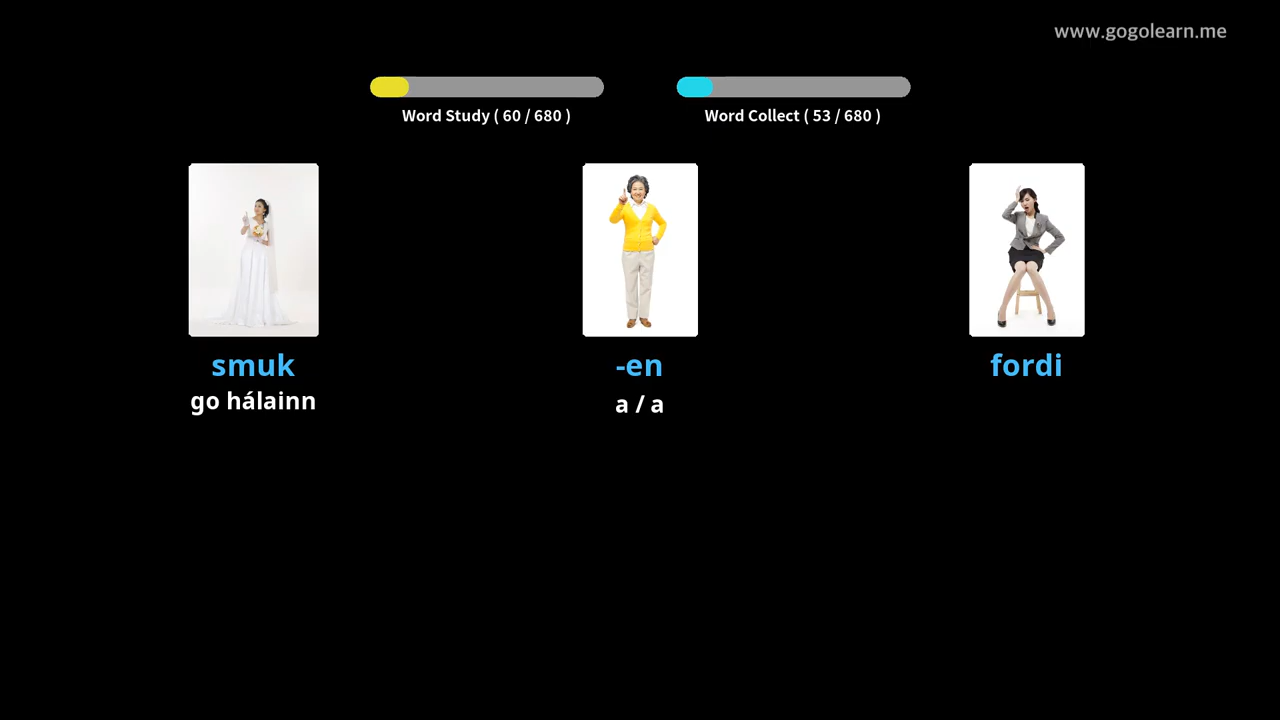 www.gogolearn.me
Word Study ( 60 / 680 )
Word Collect ( 53 / 680 )
smuk
-en
fordi
go hálainn
a / a